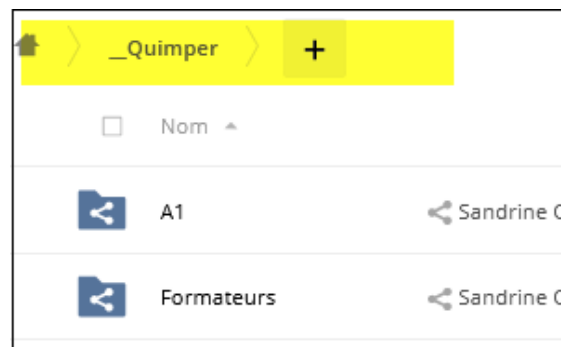 __Quimper +
Nom
A1 Sandrine
Formateurs Sandrine